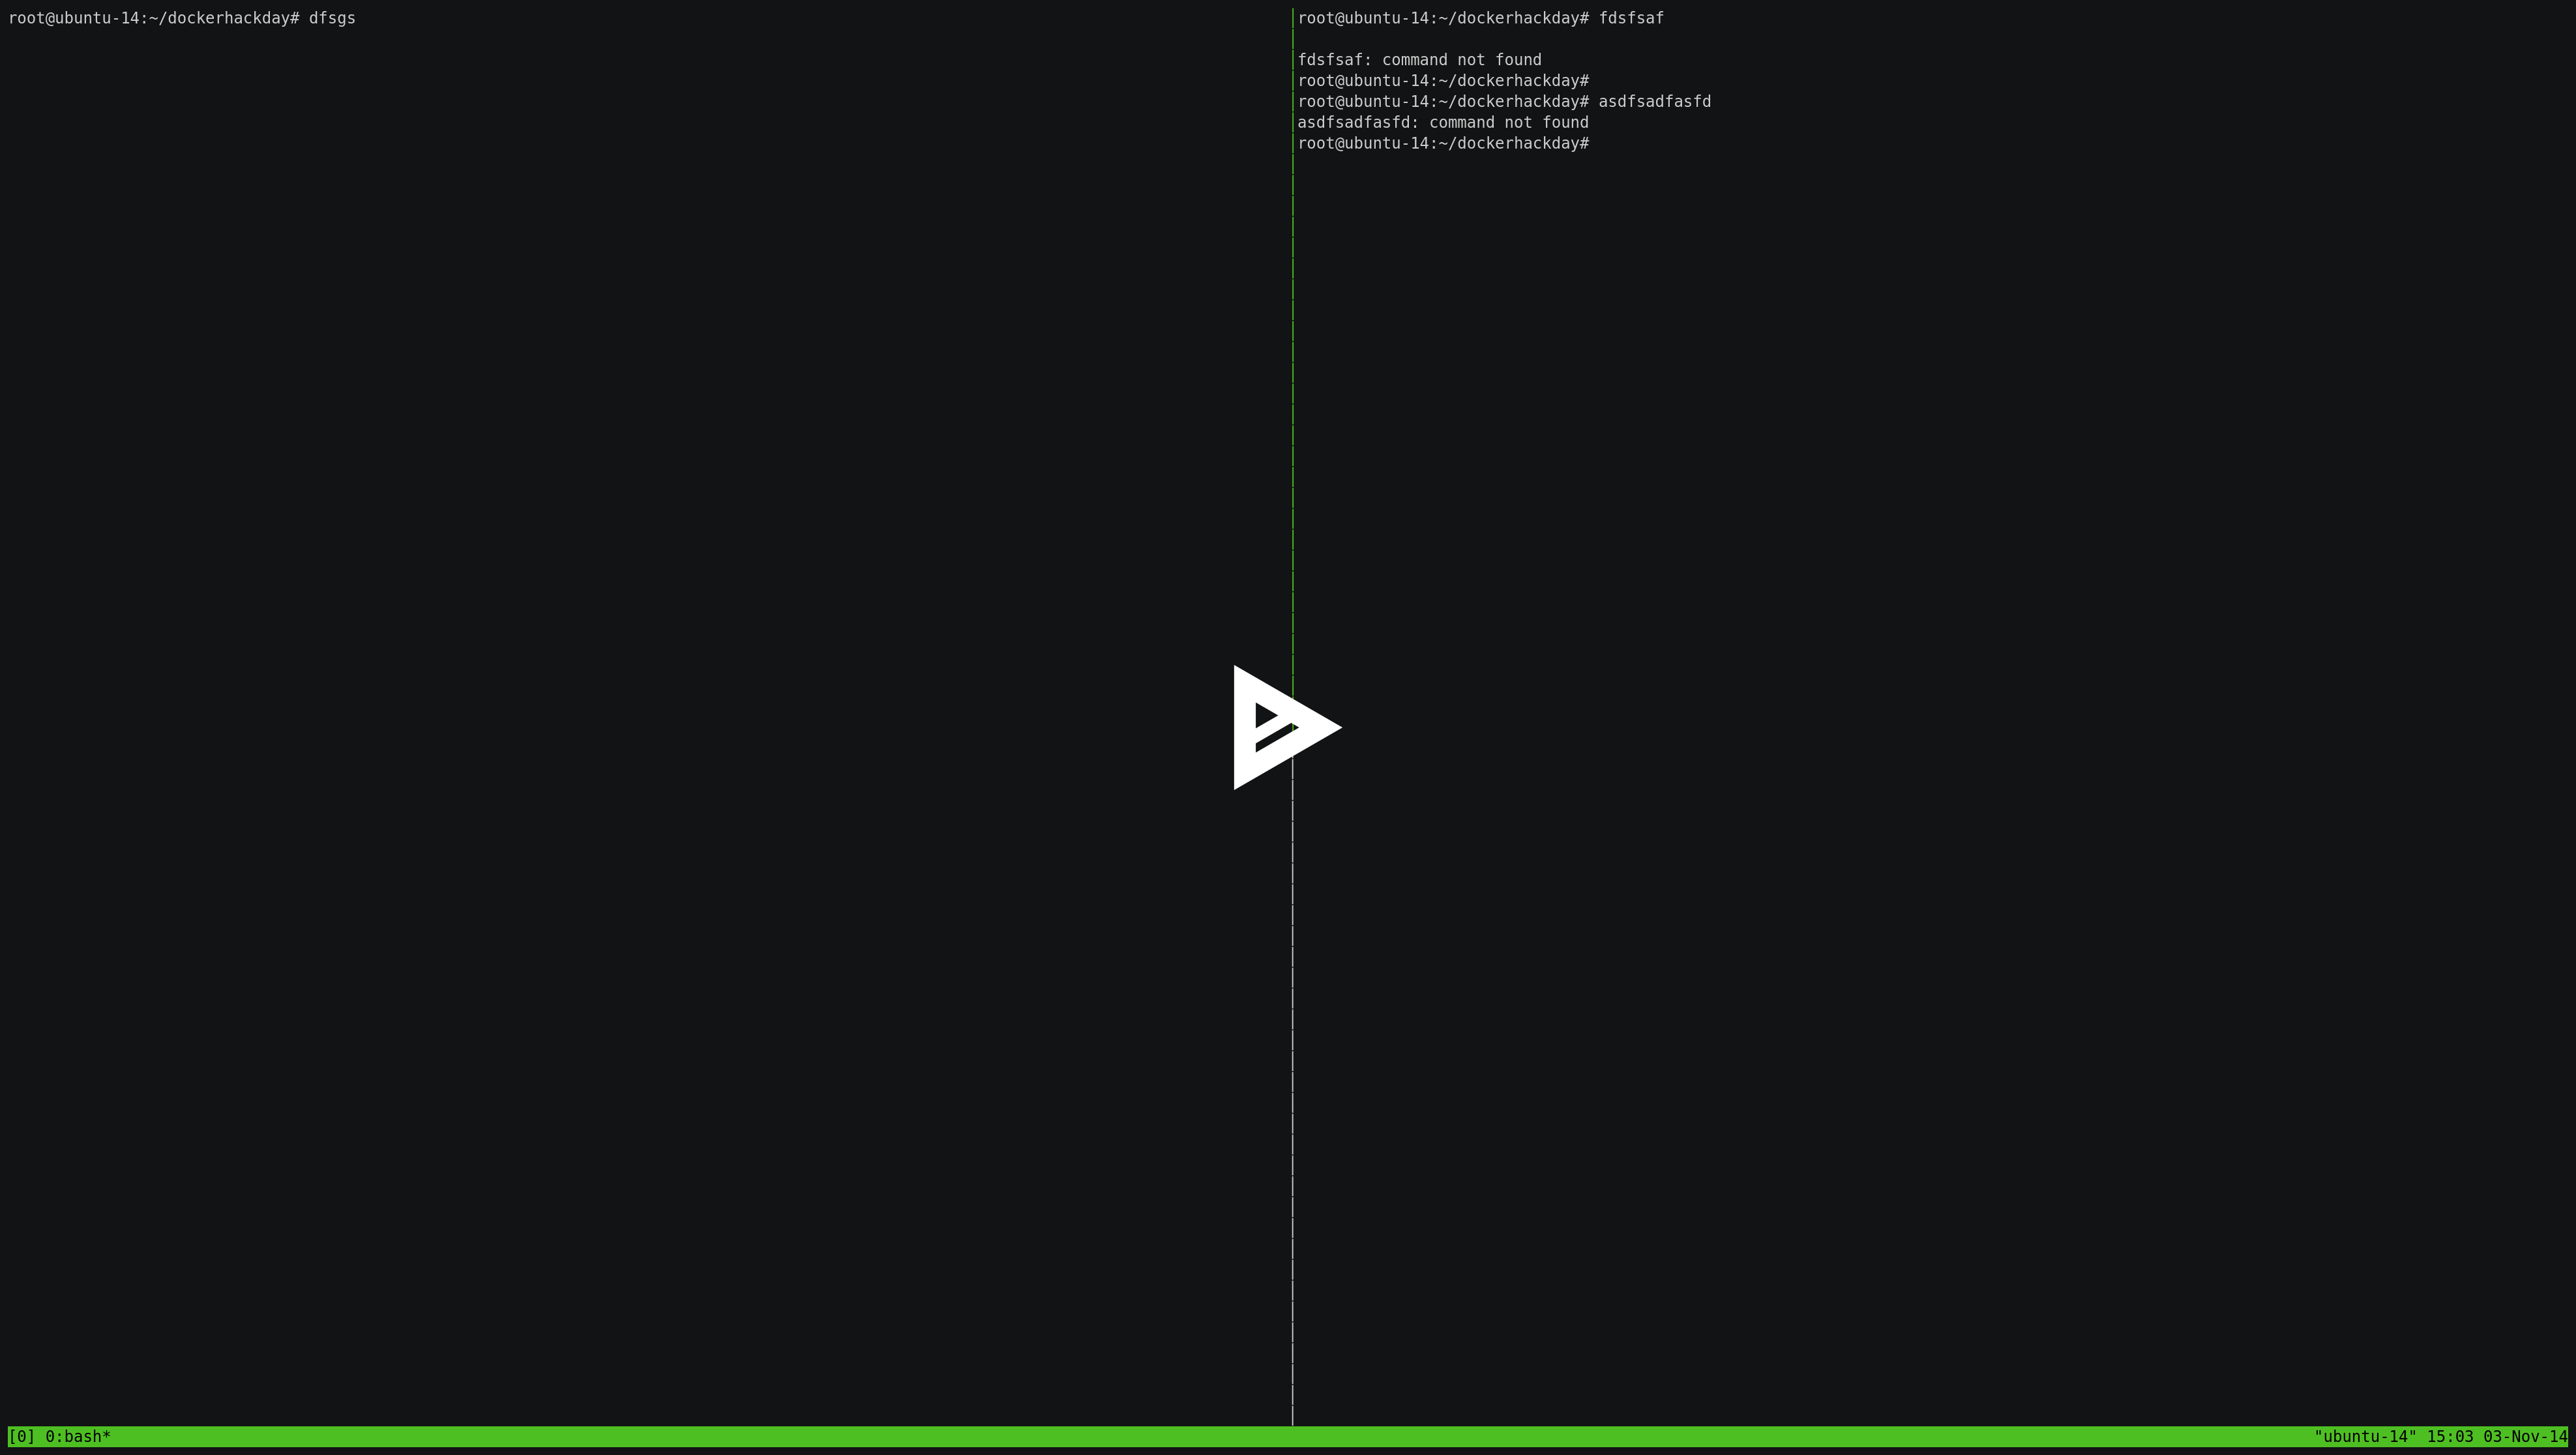 root@ubuntu-14:~/dockerhackday# dfsgs
root@ubuntu-14:~/dockerhackday# fdsfsaf
fdsfsaf: command not found
root@ubuntu-14:~/dockerhackday#
root@ubuntu-14:~/dockerhackday# asdfsadfasfd
asdfsadfasfd: command not found
root@ubuntu-14:~/dockerhackday#
[0] 0:bash* "ubuntu-14" 15:03 03-Nov-14